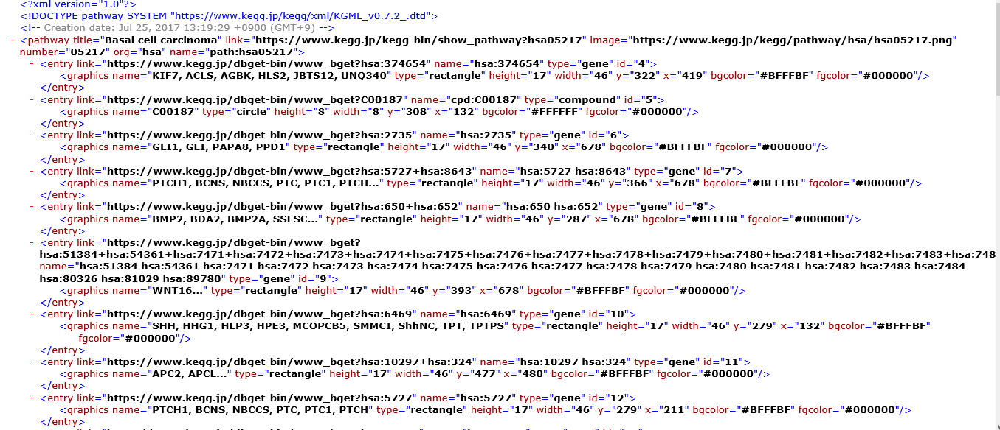 <?xml version="1.0"?>
<!DOCTYPE pathway SYSTEM "https://www.kegg.jp/kegg/xml/KGML_v0.7.2_.dtd">
<!-- Creation date: Jul 25, 2017 13:19:29 +0900 (GMT+9) -->
- <pathway title="Basal cell carcinoma" link="https://www.kegg.jp/kegg-bin/show_pathway?hsa05217" image="https://www.kegg.jp/kegg/pathway/hsa/hsa05217.png"
number="05217" org="hsa" name="path:hsa05217">
- <entry link="https://www.kegg.jp/dbget-bin/www_bget?hsa:374654" name="hsa:374654" type="gene" id="4">
<graphics name="KIF7, ACLS, AGBK, HLS2, JBTS12, UNQ340" type="rectangle" height="17" width="46" y="322" x="419" bgcolor="#BFFFBF" fgcolor="#000000"/>
</entry>
- <entry link="https://www.kegg.jp/dbget-bin/www_bget?C00187" name="cpd:C00187" type="compound" id="5">
<graphics name="C00187" type="circle" height="8" width="8" y="308" x="132" bgcolor="#FFFFFF" fgcolor="#000000"/>
</entry>
- <entry link="https://www.kegg.jp/dbget-bin/www_bget?hsa:2735" name="hsa:2735" type="gene" id="6">
<graphics name="GLI1, GLI, PAPA8, PPD1" type="rectangle" height="17" width="46" y="340" x="678" bgcolor="#BFFFBF" fgcolor="#000000"/>
</entry>
- <entry link="https://www.kegg.jp/dbget-bin/www_bget?hsa:5727+hsa:8643" name="hsa:5727 hsa:8643" type="gene" id="7">
<graphics name="PTCH1, BCNS, NBCCS, PTC, PTC1, PTCH..." type="rectangle" height="17" width="46" y="366" x="678" bgcolor="#BFFFBF" fgcolor="#000000"/>
</entry>
- <entry link="https://www.kegg.jp/dbget-bin/www_bget?hsa:650+hsa:652" name="hsa:650 hsa:652" type="gene" id="8">
<graphics name="BMP2, BDA2, BMP2A, SSFSC..." type="rectangle" height="17" width="46" y="287" x="678" bgcolor="#BFFFBF" fgcolor="#000000"/>
</entry>
- <entry link="https://www.kegg.jp/dbget-bin/www_bget?
hsa:51384+hsa:54361+hsa:7471+hsa:7472+hsa:7473+hsa:7474+hsa:7475+hsa:7476+hsa:7477+hsa:7478+hsa:7479+hsa:7480+hsa:7481+hsa:7482+hsa:7483+hsa:748
name="hsa:51384 hsa:54361 hsa:7471 hsa:7472 hsa:7473 hsa:7474 hsa:7475 hsa:7476 hsa:7477 hsa:7478 hsa:7479 hsa:7480 hsa:7481 hsa:7482 hsa:7483 hsa:7484
hsa:80326 hsa:81029 hsa:89780" type="gene" id="9">
<graphics name="WNT16..." type="rectangle" height="17" width="46" y="393" x="678" bgcolor="#BFFFBF" fgcolor="#000000"/>
</entry>
- <entry link="https://www.kegg.jp/dbget-bin/www_bget?hsa:6469" name="hsa:6469" type="gene" id="10">
<graphics name="SHH, HHG1, HLP3, HPE3, MCOPCB5, SMMCI, ShhNC, TPT, TPTPS" type="rectangle" height="17" width="46" y="279" x="132" bgcolor="#BFFFBF"
fgcolor="#000000"/>
</entry>
- <entry link="https://www.kegg.jp/dbget-bin/www_bget?hsa:10297+hsa:324" name="hsa:10297 hsa:324" type="gene" id="11">
<graphics name="APC2, APCL..." type="rectangle" height="17" width="46" y="477" x="480" bgcolor="#BFFFBF" fgcolor="#000000"/>
</entry>
- <entry link="https://www.kegg.jp/dbget-bin/www_bget?hsa:5727" name="hsa:5727" type="gene" id="12">
<graphics name="PTCH1, BCNS, NBCCS, PTC, PTC1, PTCH" type="rectangle" height="17" width="46" y="279" x="211" bgcolor="#BFFFBF" fgcolor="#000000"/>
</entry>